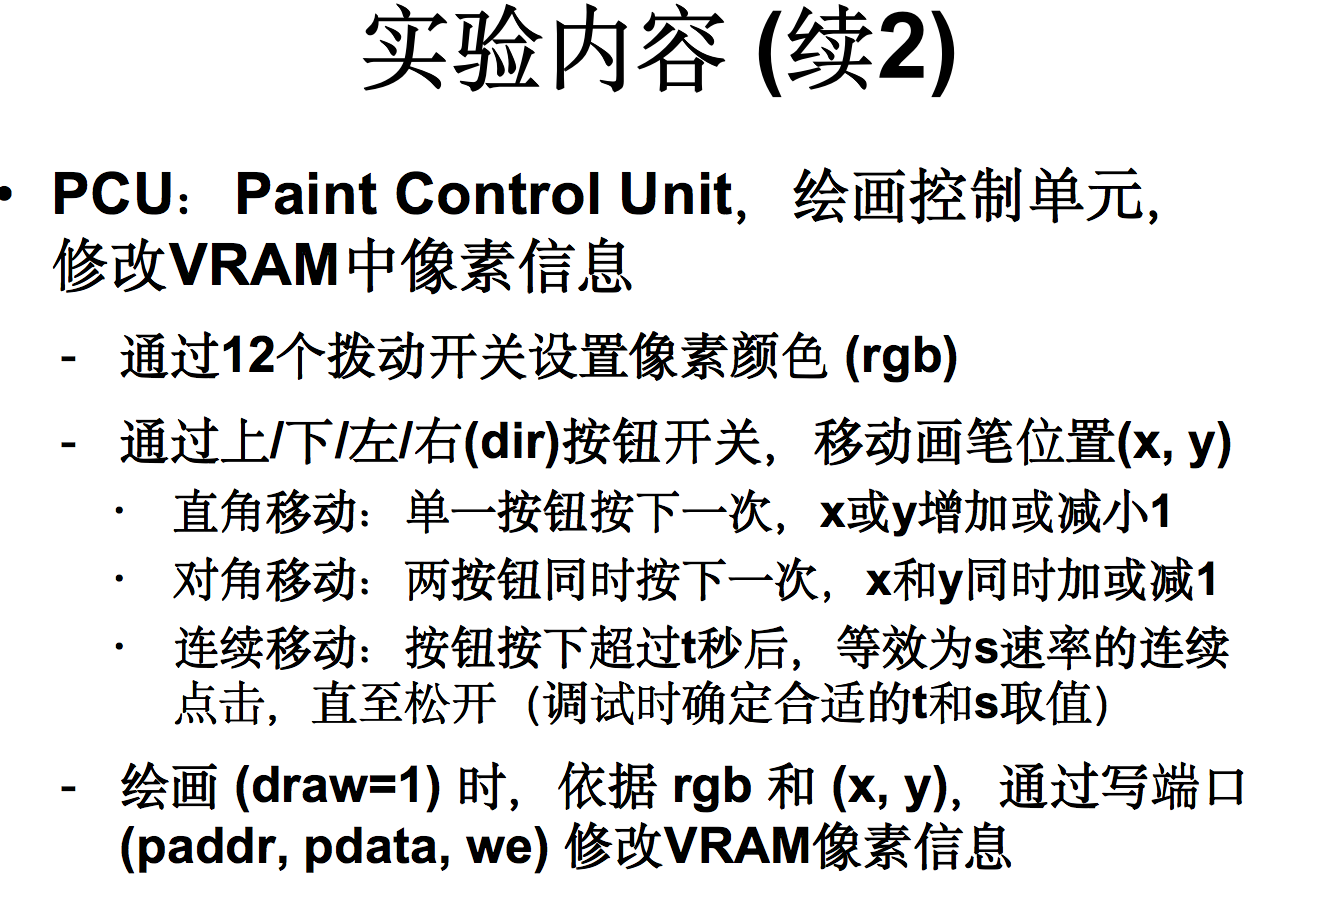 实验内容 (续2)
• PCU：Paint Control Unit，绘画控制单元，
修改VRAM中像素信息
- 通过12个拨动开关设置像素颜色 (rgb)
- 通过上/下/左/右(dir)按钮开关，移动画笔位置(x, y)
· 直角移动：单一按钮按下一次，x或y增加或减小1
· 对角移动：两按钮同时按下一次，x和y同时加或减1
· 连续移动：按钮按下超过t秒后，等效为s速率的连续
点击，直至松开（调试时确定合适的t和s取值）
- 绘画 (draw=1) 时，依据 rgb 和 (x, y)，通过写端口
(paddr, pdata, we) 修改VRAM像素信息